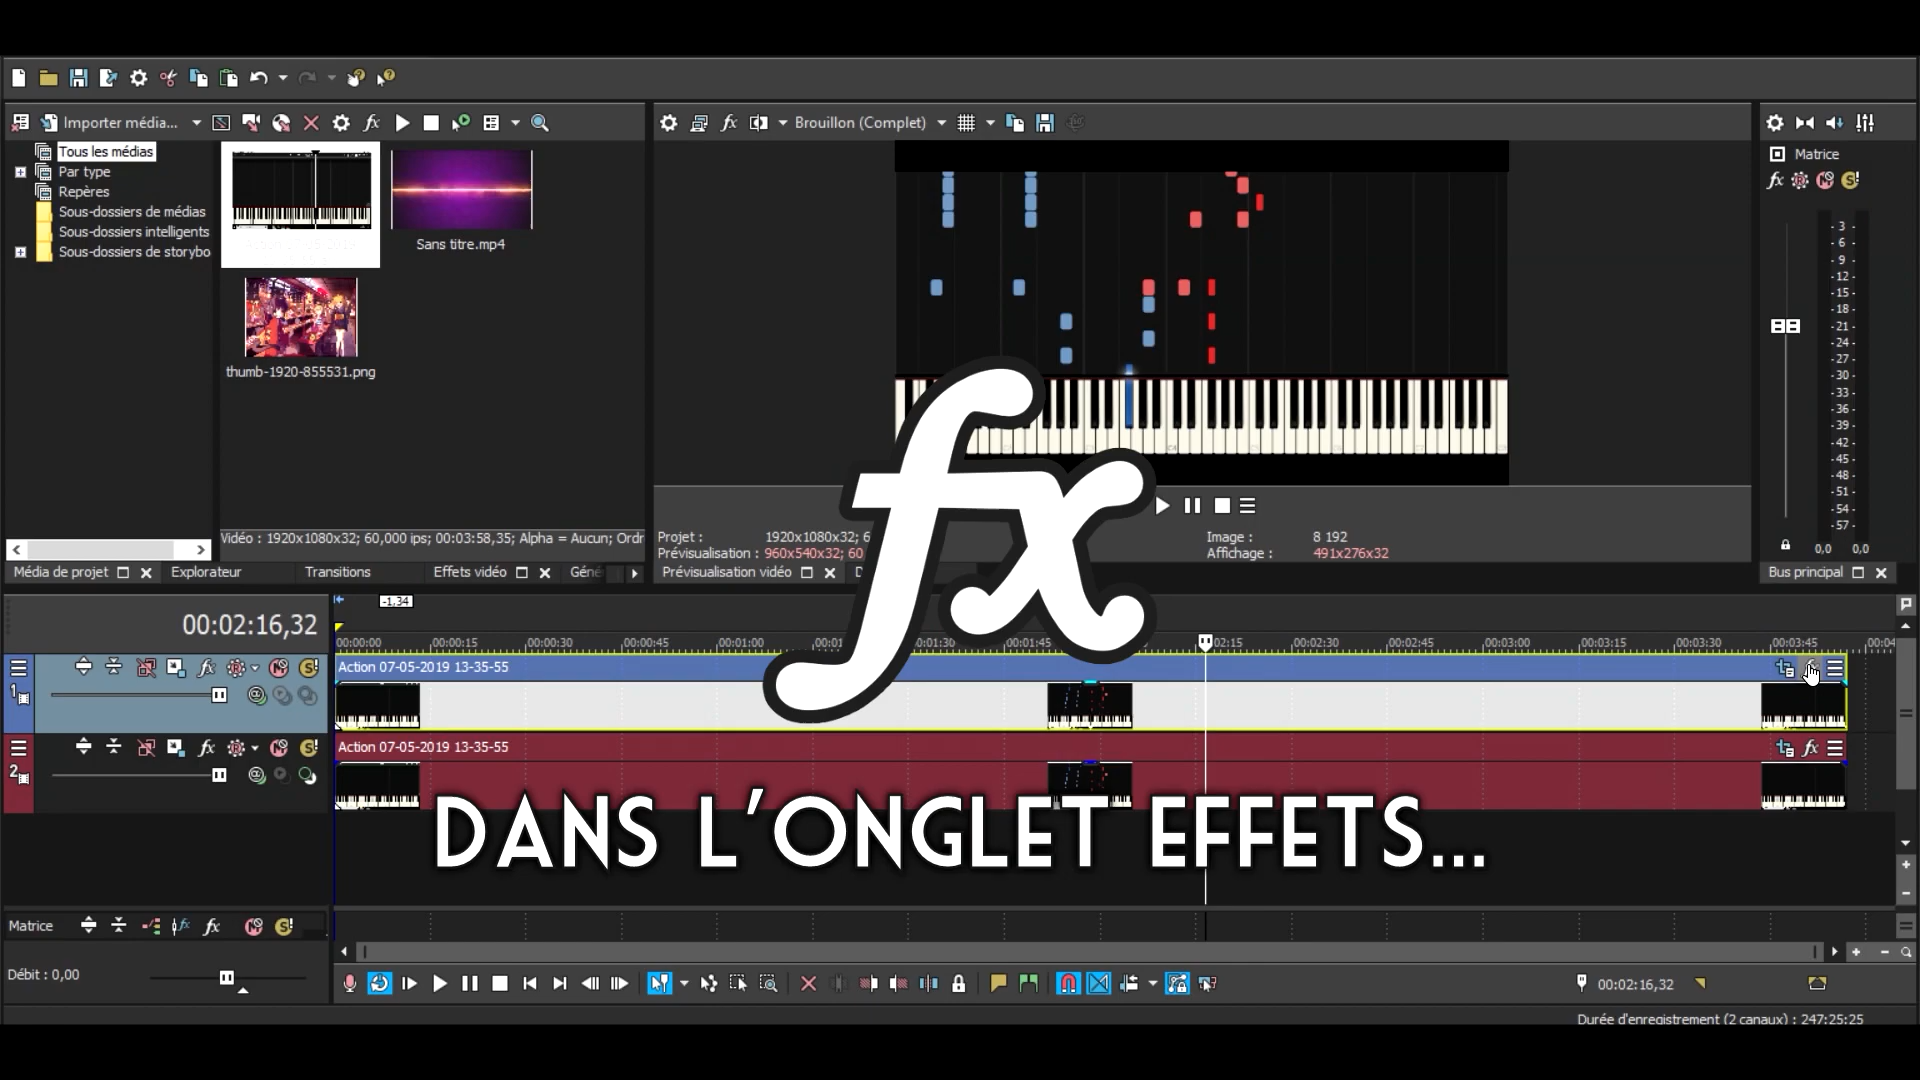 Importer média...
Brouillon (Complet)
Tous les médias
Par type
Repères
Sous-dossiers de médias
Sous-dossiers intelligents
Sous-dossiers de storybo
Sans titre.mp4
thumb-1920-855531.png
Matrice
- 3 -
- 6 -
- 9 -
- 12 -
- 15 -
- 18 -
- 21 -
- 24 -
- 27 -
- 30 -
- 33 -
- 36 -
- 39 -
- 42 -
- 45 -
- 48 -
- 51 -
- 54 -
- 57 -
0,0 0,0
fx
Vidéo : 1920x1080x32; 60,000 ips; 00:03:58,35; Alpha = Aucun; Ordr
Projet : 1920x1080x32; 6
Prévisualisation : 960x540x32; 60,
Image : 8 192
Affichage : 491x276x32
Média de projet Explorateur Transitions Effets vidéo Géné
Prévisualisation vidéo D
Bus principal
-1,34
00:02:16,32
00:00:00 00:00:15 00:00:30 00:00:45 00:01:00 00:01 01:30 00:01:45 02:15 00:02:30 00:02:45 00:03:00 00:03:15 00:03:30 00:03:45 00:04
1 Action 07-05-2019 13-35-55
2 Action 07-05-2019 13-35-55
DANS L'ONGLET EFFETS...
Matrice
Débit : 0,00
00:02:16,32
Durée d'enregistrement (2 canaux) : 247:25:25